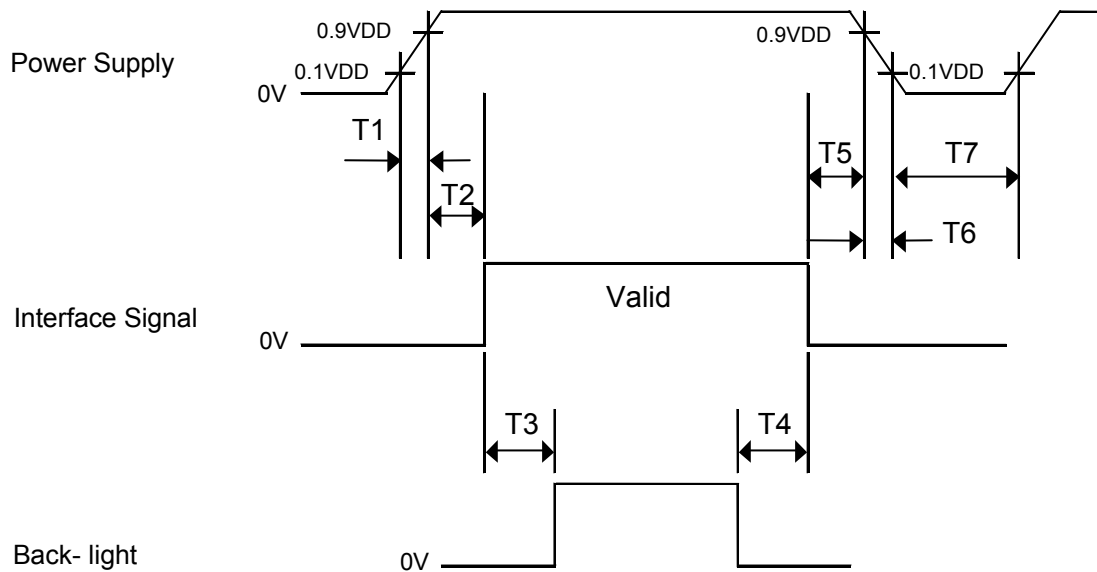 0.9VDD
0.9VDD
Power Supply
0.1VDD
0.1VDD
0V
T1
T5
T7
T2
T6
Valid
Interface Signal
0V
T3
T4
Back- light
0V